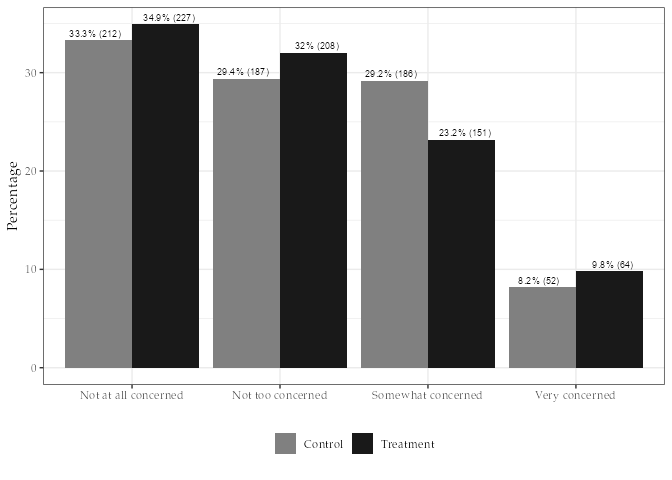 34.9% (227)
33.3% (212)
32% (208)
29.4% (187)
29.2% (186)
23.2% (151)
9.8% (64)
8.2% (52)
Percentage
30
20
10
0
Not at all concerned
Not too concerned
Somewhat concerned
Very concerned
Control
Treatment